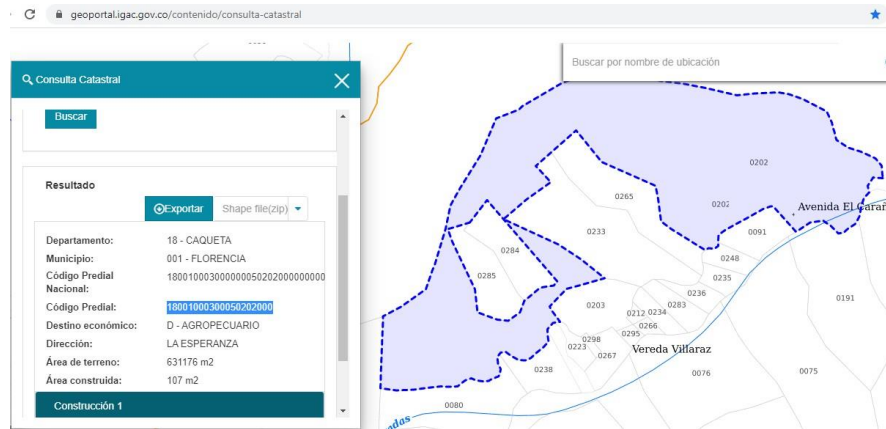 geoportal.igac.gov.co/contenido/consulta-catastral
Buscar por nombre de ubicación
Consulta Catastral
Buscar
Resultado
Exportar Shape file(zip)
Departamento: 18 - CAQUETA
Municipio: 001 - FLORENCIA
Código Predial Nacional:
Código Predial: 18001000300050202000
Destino económico: D - AGROPECUARIO
Dirección: LA ESPERANZA
Área de terreno: 631176 m2
Área construida: 107 m2
Construcción 1
0202
0265
0202
Avenida El
0233
0091
0284
0248
0285
0235
0236
0191
0203
0283
0212 0234
0266
0295
0298
0223
0267
Vereda Villaraz
0238
0076
0075
0080